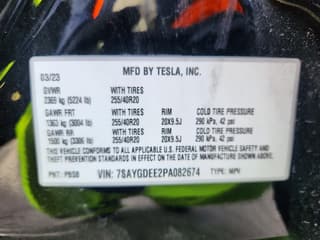 03/23 MFD BY TESLA, INC.
GVWR WITH TIRES
2369 kg (5224 lb) 255/40R20
GAWR FRT WITH TIRES RIM COLD TIRE PRESSURE
1363 kg (3004 lb) 255/40R20 20X9.5J 290 kPa, 42 psi
GAWR RR WITH TIRES RIM COLD TIRE PRESSURE
1500 kg (3306 lb) 255/40R20 20X9.5J 290 kPa, 42 psi
THIS VEHICLE CONFORMS TO ALL APPLICABLE U.S. FEDERAL MOTOR VEHICLE SAFETY AND
THEFT PREVENTION STANDARDS IN EFFECT ON THE DATE OF MANUFACTURE SHOWN ABOVE.
PNT: PBSB VIN: 7SAYGDEE2PA082674 TYPE: MPV